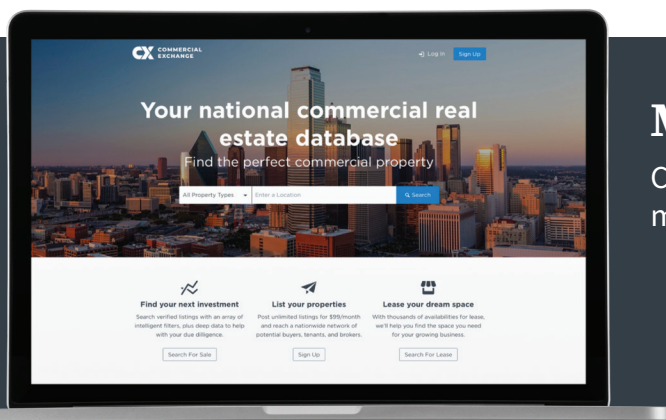 CX COMMERCIAL
EXCHANGE
Log In
Sign Up
Your national commercial real
estate database
Find the perfect commercial property
All Property Types
Enter a Location
Search
Find your next investment
Search verified listings with an array of
intelligent filters, plus deep data to help
with your due diligence.
Search For Sale
List your properties
Post unlimited listings for $99/month
and reach a nationwide network of
potential buyers, tenants, and brokers.
Sign Up
Lease your dream space
With thousands of availabilities for lease,
we'll help you find the space you need
for your growing business.
Search For Lease